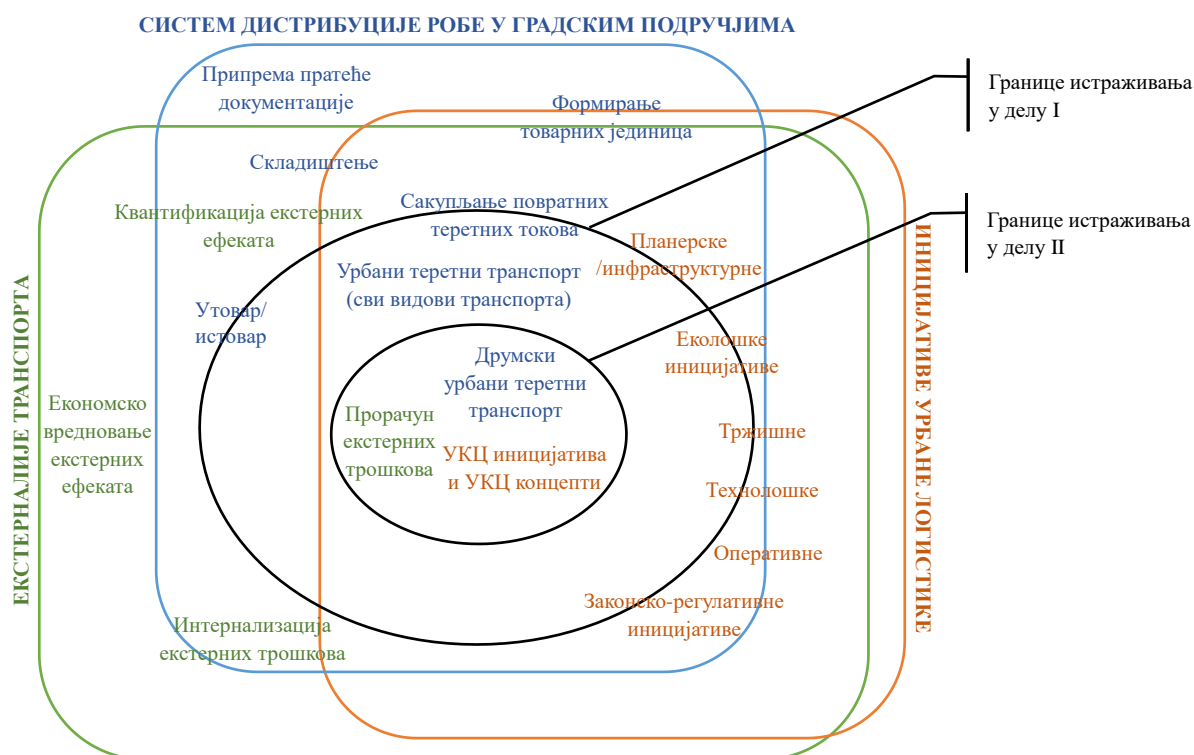 СИСТЕМ ДИСТРИБУЦИЈЕ РОБЕ У ГРАДСКИМ ПОДРУЧЈИМА
Припрема пратеће
документације
Формирање
товарних јединица
Границе истраживања
у делу I
Складиштење
Квантификација екстерних
ефеката
Сакупљање повратних
теретних токова
Границе истраживања
у делу II
Планерске
/инфраструктурне
Урбани теретни транспорт
(сви видови транспорта)
Утовар/
истовар
Еколошке
иницијативе
Друмски
урбани теретни
транспорт
Економско
вредновање
екстерних
ефеката
Прорачун
екстерних
трошкова
УКЦ иницијатива
и УКЦ концепти
Тржишне
Технолошке
Оперативне
Законско-регулативне
иницијативе
Интернализација
екстерних трошкова
ЕКСТЕРНАЛИЈЕ ТРАНСПОРТА
ИНИЦИЈАТИВЕ УРБАНЕ ЛОГИСТИКЕ